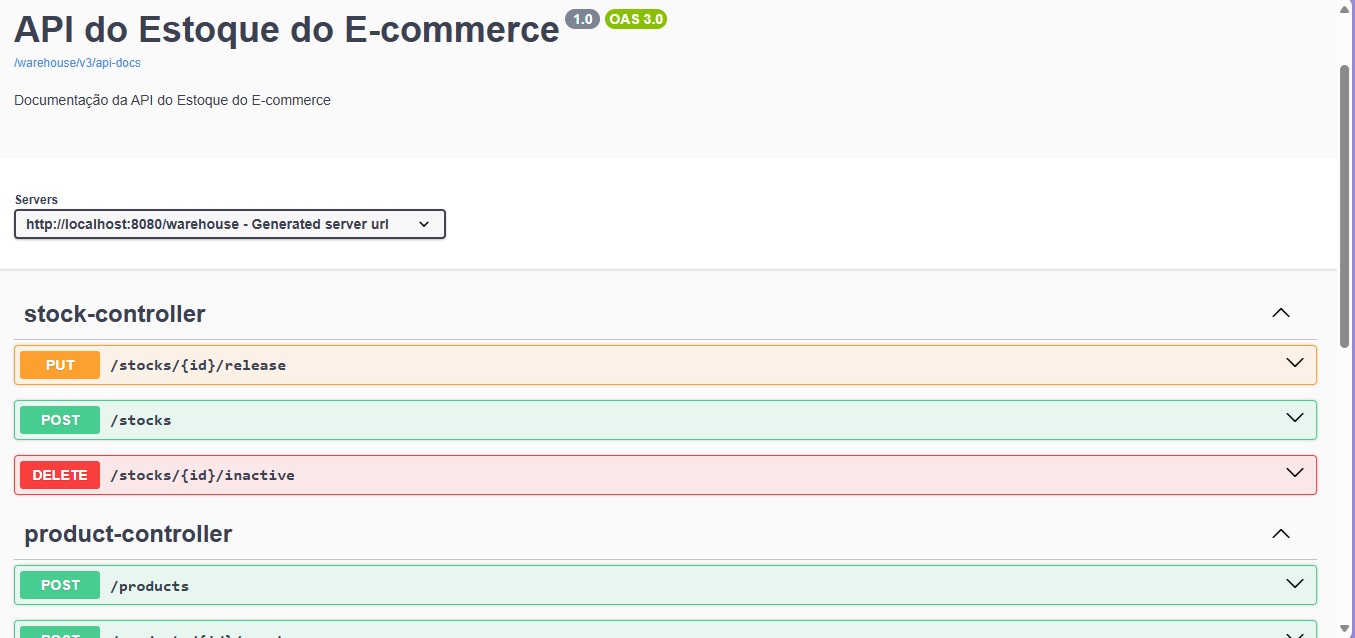 API do Estoque do E-commerce 1.0 OAS 3.0
/warehouse/v3/api-docs
Documentação da API do Estoque do E-commerce
Servers
http://localhost:8080/warehouse - Generated server url
stock-controller
PUT /stocks/{id}/release
POST /stocks
DELETE /stocks/{id}/inactive
product-controller
POST /products
POST